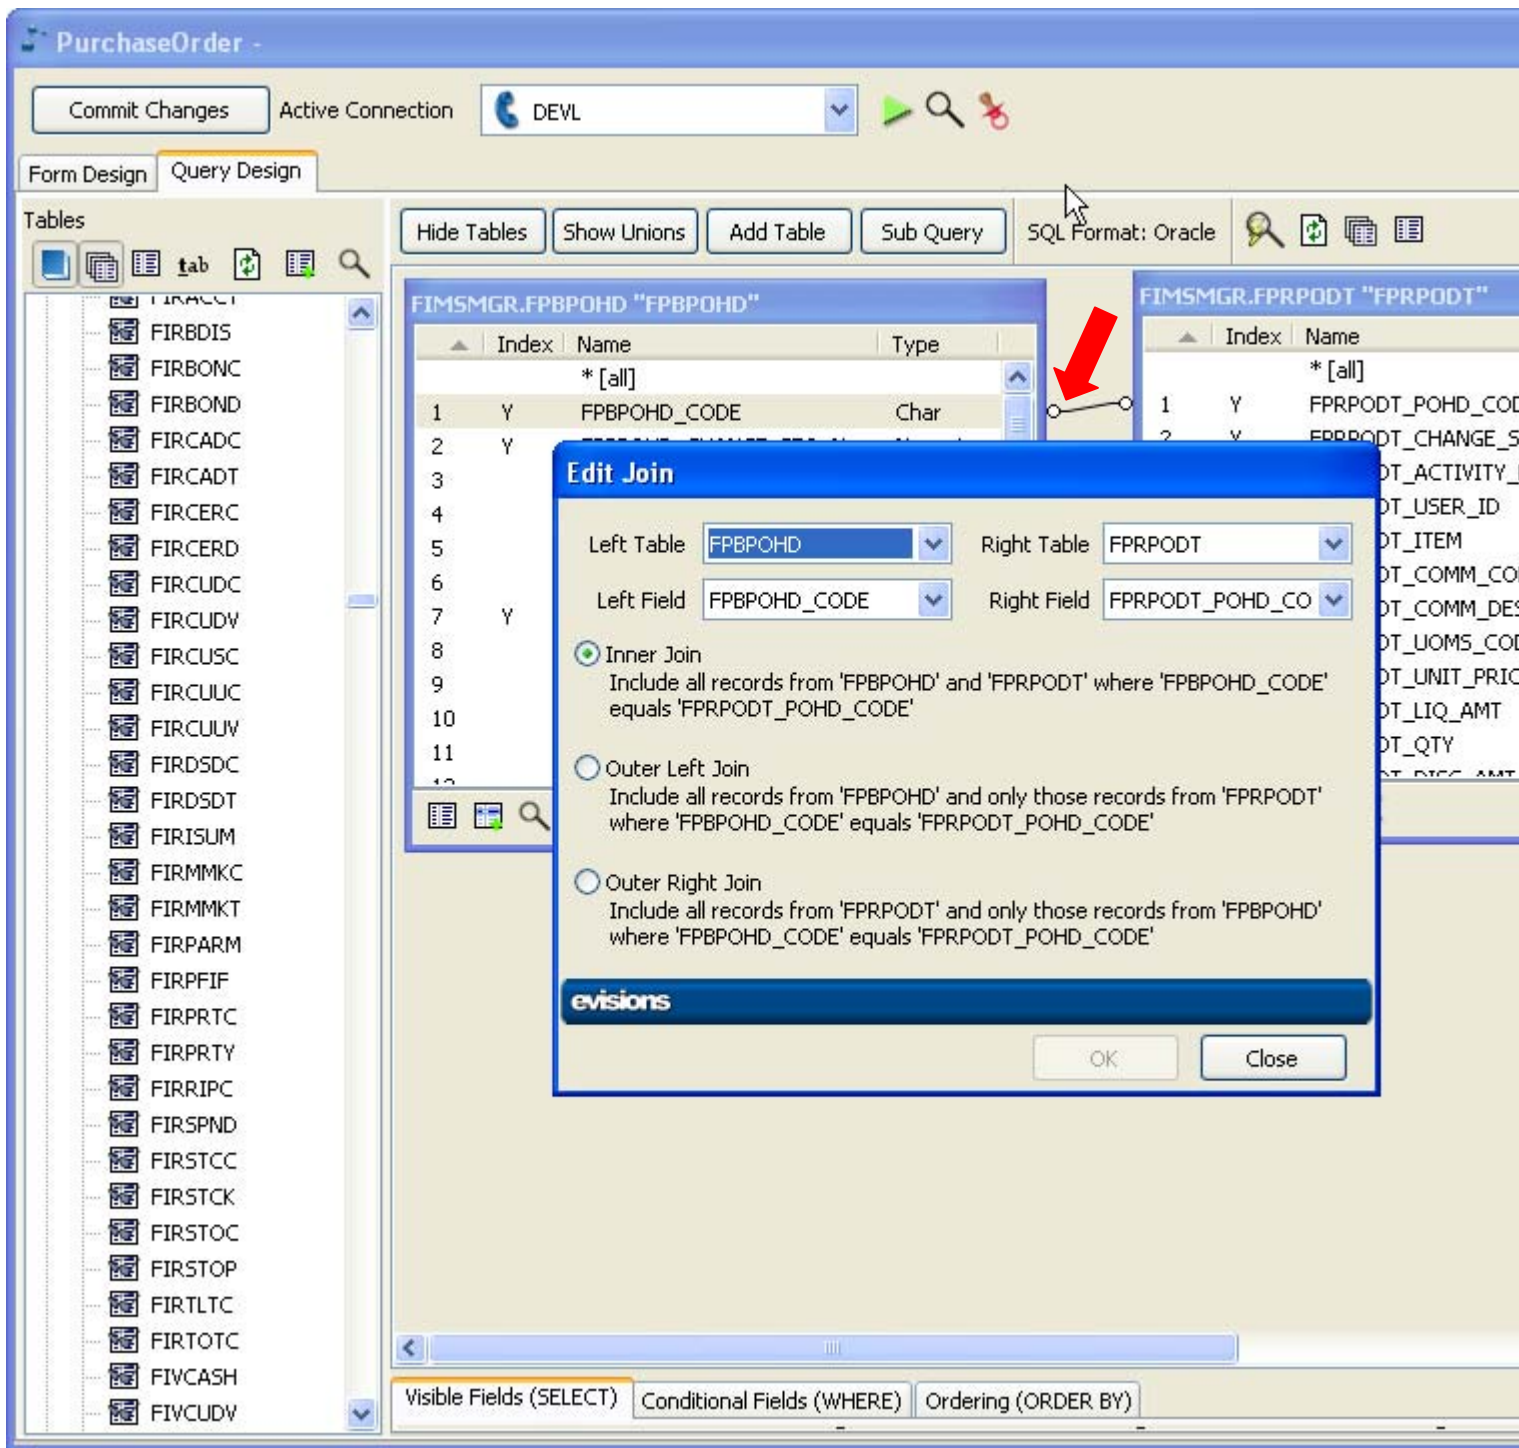 PurchaseOrder -
Commit Changes
Active Connection
DEVL
Form Design
Query Design
Tables
tab
Hide Tables
Show Unions
Add Table
Sub Query
SQL Format: Oracle
FIRBDIS
FIRBONC
FIRBOND
FIRCADC
FIRCADT
FIRCERC
FIRCERD
FIRCUDC
FIRCUDV
FIRCUSC
FIRCUUC
FIRCUUV
FIRDSDC
FIRDSDT
FIRISUM
FIRMMKC
FIRMMKT
FIRPARM
FIRPFIF
FIRPRTC
FIRPRTY
FIRRIPC
FIRSPND
FIRSTCC
FIRSTCK
FIRSTOC
FIRSTOP
FIRTLTC
FIRTOTC
FIVCASH
FIVCUDV
FIMSMGR.FPBPOHD "FPBPOHD"
Index Name Type
* [all]
1 Y FPBPOHD_CODE Char
2 Y
3
4
5
6
7 Y
8
9
10
11
FIMSMGR.FPRPODT "FPRPODT"
Index Name
* [all]
1 Y FPRPODT_POHD_COD
2 Y FPRPODT_CHANGE_S
DT_ACTIVITY_
DT_USER_ID
DT_ITEM
DT_COMM_CO
DT_COMM_DES
DT_UOMS_COD
DT_UNIT_PRIC
DT_LIQ_AMT
DT_QTY
Edit Join
Left Table FPBPOHD Right Table FPRPODT
Left Field FPBPOHD_CODE Right Field FPRPODT_POHD_CO
Inner Join
Include all records from 'FPBPOHD' and 'FPRPODT' where 'FPBPOHD_CODE'
equals 'FPRPODT_POHD_CODE'
Outer Left Join
Include all records from 'FPBPOHD' and only those records from 'FPRPODT'
where 'FPBPOHD_CODE' equals 'FPRPODT_POHD_CODE'
Outer Right Join
Include all records from 'FPRPODT' and only those records from 'FPBPOHD'
where 'FPBPOHD_CODE' equals 'FPRPODT_POHD_CODE'
evisions
OK
Close
Visible Fields (SELECT)
Conditional Fields (WHERE)
Ordering (ORDER BY)